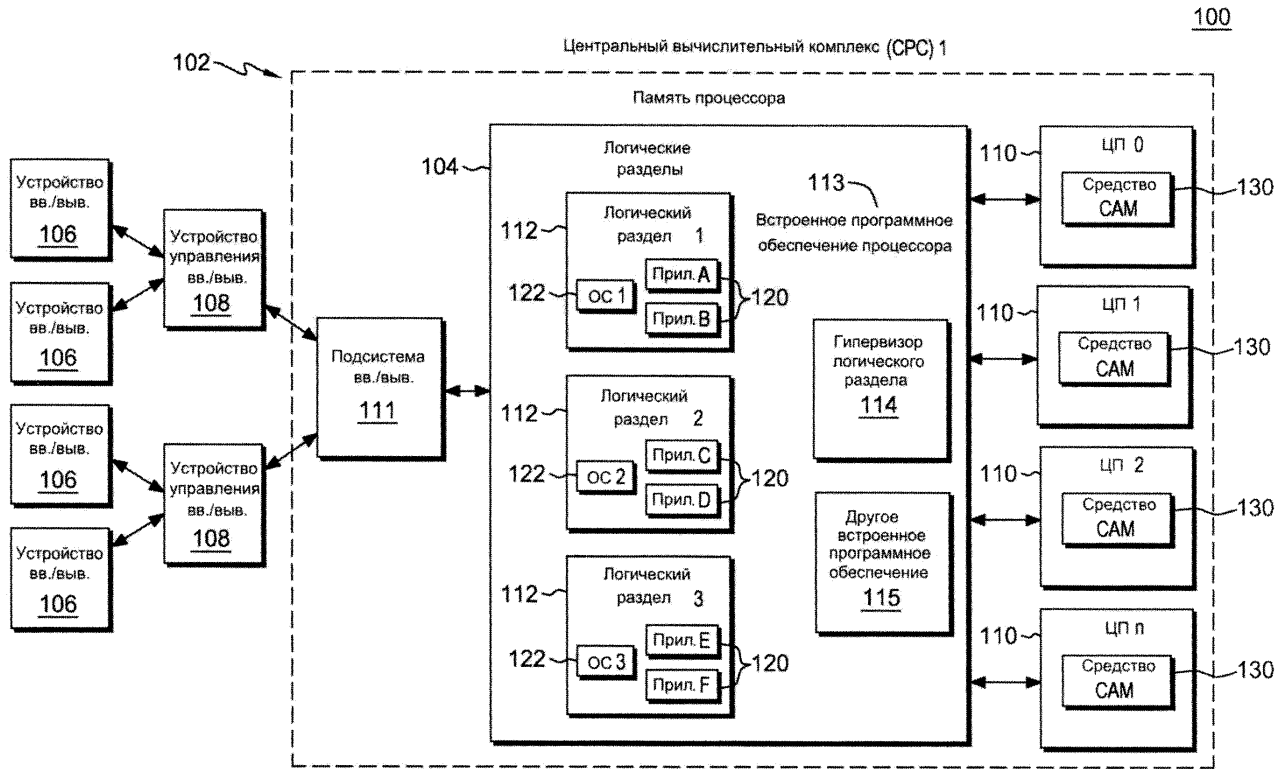 100
Центральный вычислительный комплекс (CPC) 1
102
Память процессора
Устройство
вв./выв.
106
Устройство
вв./выв.
106
Устройство
вв./выв.
106
Устройство
вв./выв.
106
Устройство
управления
вв./выв.
108
Устройство
управления
вв./выв.
108
Подсистема
вв./выв.
111
104
Логические
разделы
112
Логический
раздел 1
122
ОС 1
Прил. A
Прил. B
120
112
Логический
раздел 2
122
ОС 2
Прил. C
Прил. D
120
112
Логический
раздел 3
122
ОС 3
Прил. E
Прил. F
120
113
Встроенное программное
обеспечение процессора
Гипервизор
логического
раздела
114
Другое
встроенное
программное
обеспечение
115
110
ЦП 0
Средство
CAM
130
110
ЦП 1
Средство
CAM
130
110
ЦП 2
Средство
CAM
130
110
ЦП n
Средство
CAM
130